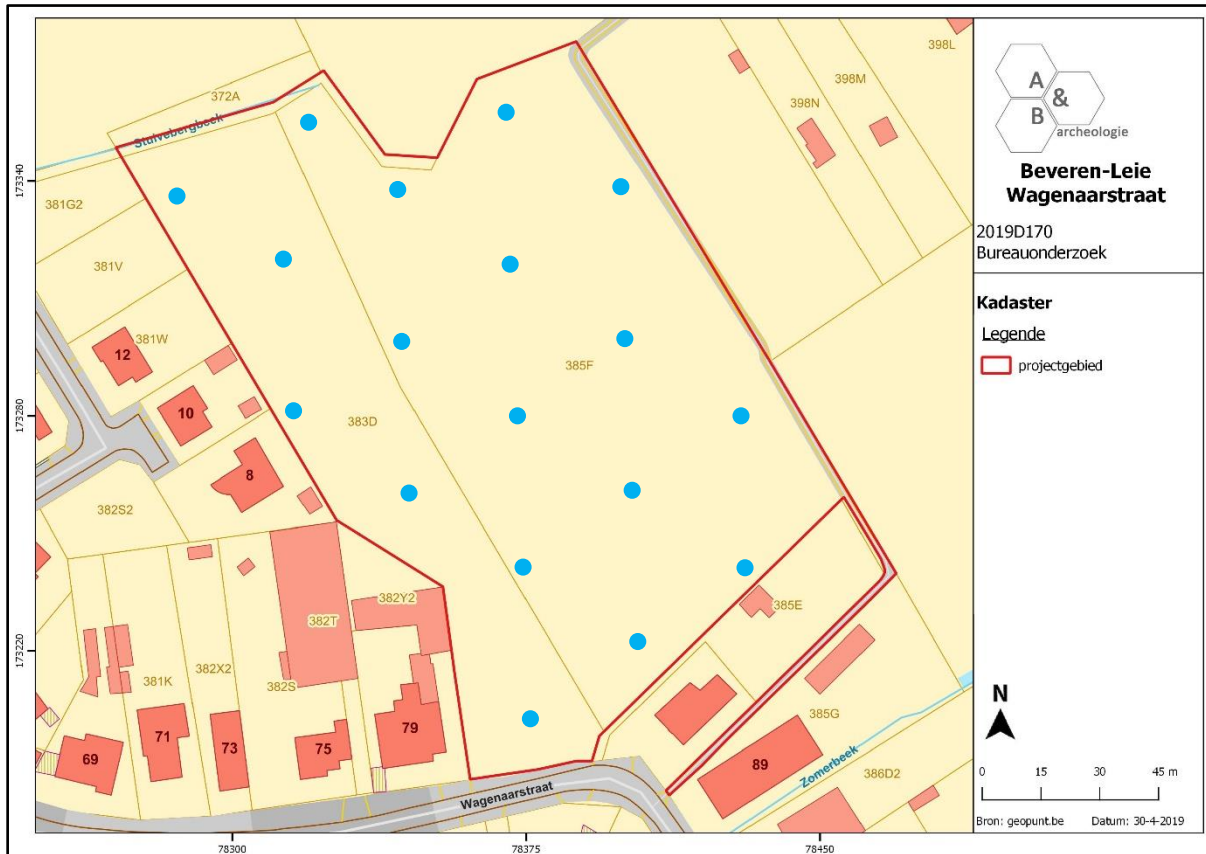 398L
398M
398N
372A
Stuivebergbeek
173340
381G2
381V
381W
12
10
385F
173280
383D
8
382S2
382Y2
385E
382T
173220
382X2
381K
382S
385G
79
71
73
75
69
89
Zomerbeek
386D2
Wagenaarstraat
78300
78375
78450
A
&
B
archeologie
Beveren-Leie
Wagenaarstraat
2019D170
Bureauonderzoek
Kadaster
Legende
projectgebied
N
0 15 30 45 m
Bron: geopunt.be Datum: 30-4-2019